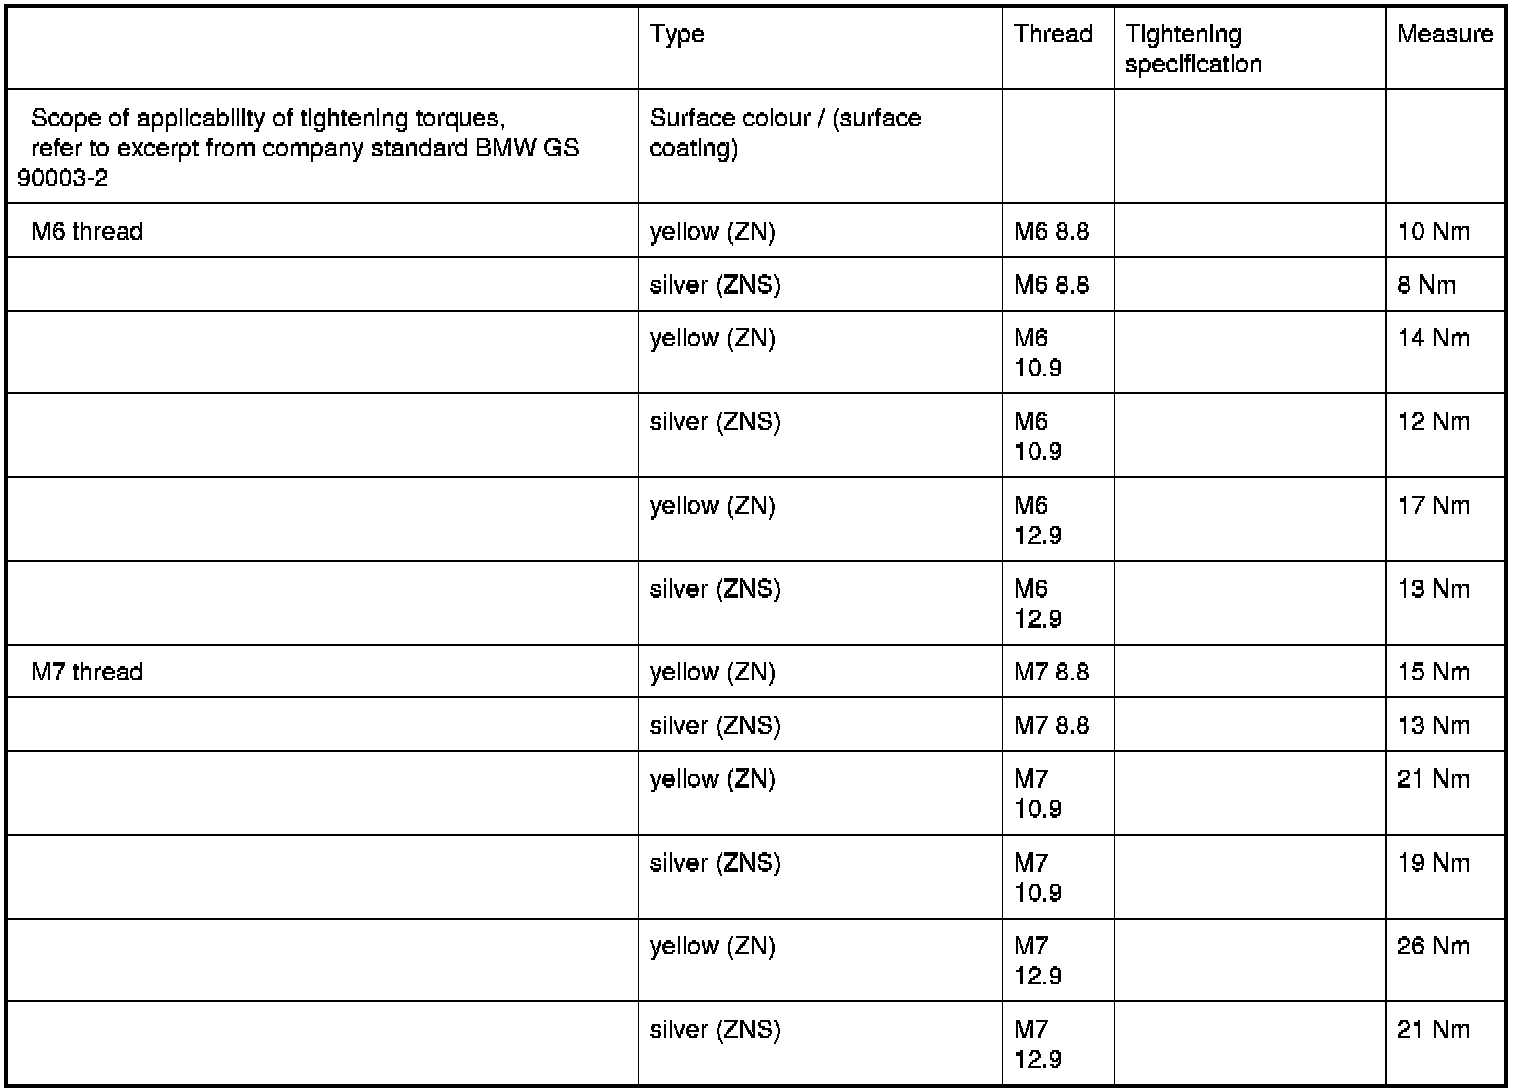 Type Thread Tightening Measure
specification
Scope of applicability of tightening torques, Surface colour / (surface
refer to excerpt from company standard BMW GS coating)
90003-2
M6 thread yellow (ZN) M6 8.8 10 Nm
silver (ZNS) M6 8.8 8 Nm
yellow (ZN) M6 14 Nm
10.9
silver (ZNS) M6 12 Nm
10.9
yellow (ZN) M6 17 Nm
12.9
silver (ZNS) M6 13 Nm
12.9
M7 thread yellow (ZN) M7 8.8 15 Nm
silver (ZNS) M7 8.8 13 Nm
yellow (ZN) M7 21 Nm
10.9
silver (ZNS) M7 19 Nm
10.9
yellow (ZN) M7 26 Nm
12.9
silver (ZNS) M7 21 Nm
12.9